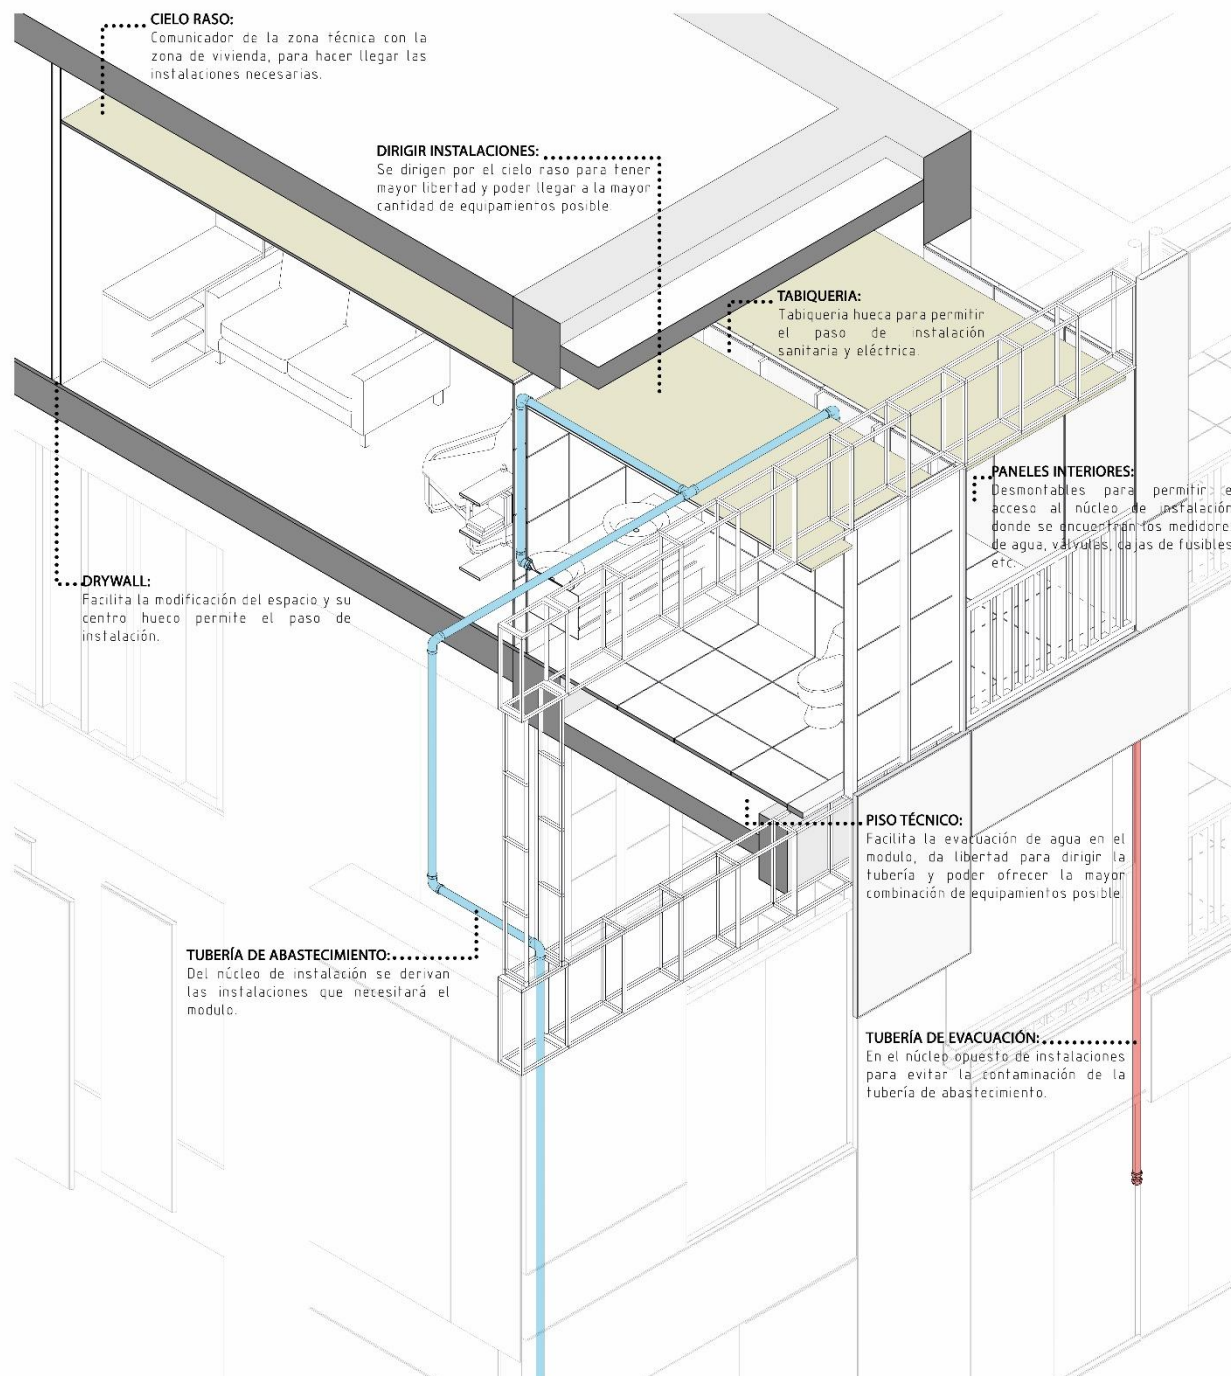 CIELO RASO:
Comunicador de la zona técnica con la
zona de vivienda, para hacer llegar las
instalaciones necesarias.
DIRIGIR INSTALACIONES:
Se dirigen por el cielo raso para tener
mayor libertad y poder llegar a la mayor
cantidad de equipamientos posible.
TABIQUERIA:
Tabiqueria hueca para permitir
el paso de instalación
sanitaria y eléctrica.
PANELES INTERIORES:
Desmontables para permitir e
acceso al núcleo de instalación
donde se encuentran los medidore
de agua, válvulas, cajas de fusibles
etc.
DRYWALL:
Facilita la modificación del espacio y su
centro hueco permite el paso de
instalación.
PISO TÉCNICO:
Facilita la evacuación de agua en el
modulo, da libertad para dirigir la
tubería y poder ofrecer la mayor
combinación de equipamientos posible.
TUBERÍA DE ABASTECIMIENTO:
Del núcleo de instalación se derivan
las instalaciones que necesitará el
modulo.
TUBERÍA DE EVACUACIÓN:
En el núcleo opuesto de instalaciones
para evitar la contaminación de la
tubería de abastecimiento.